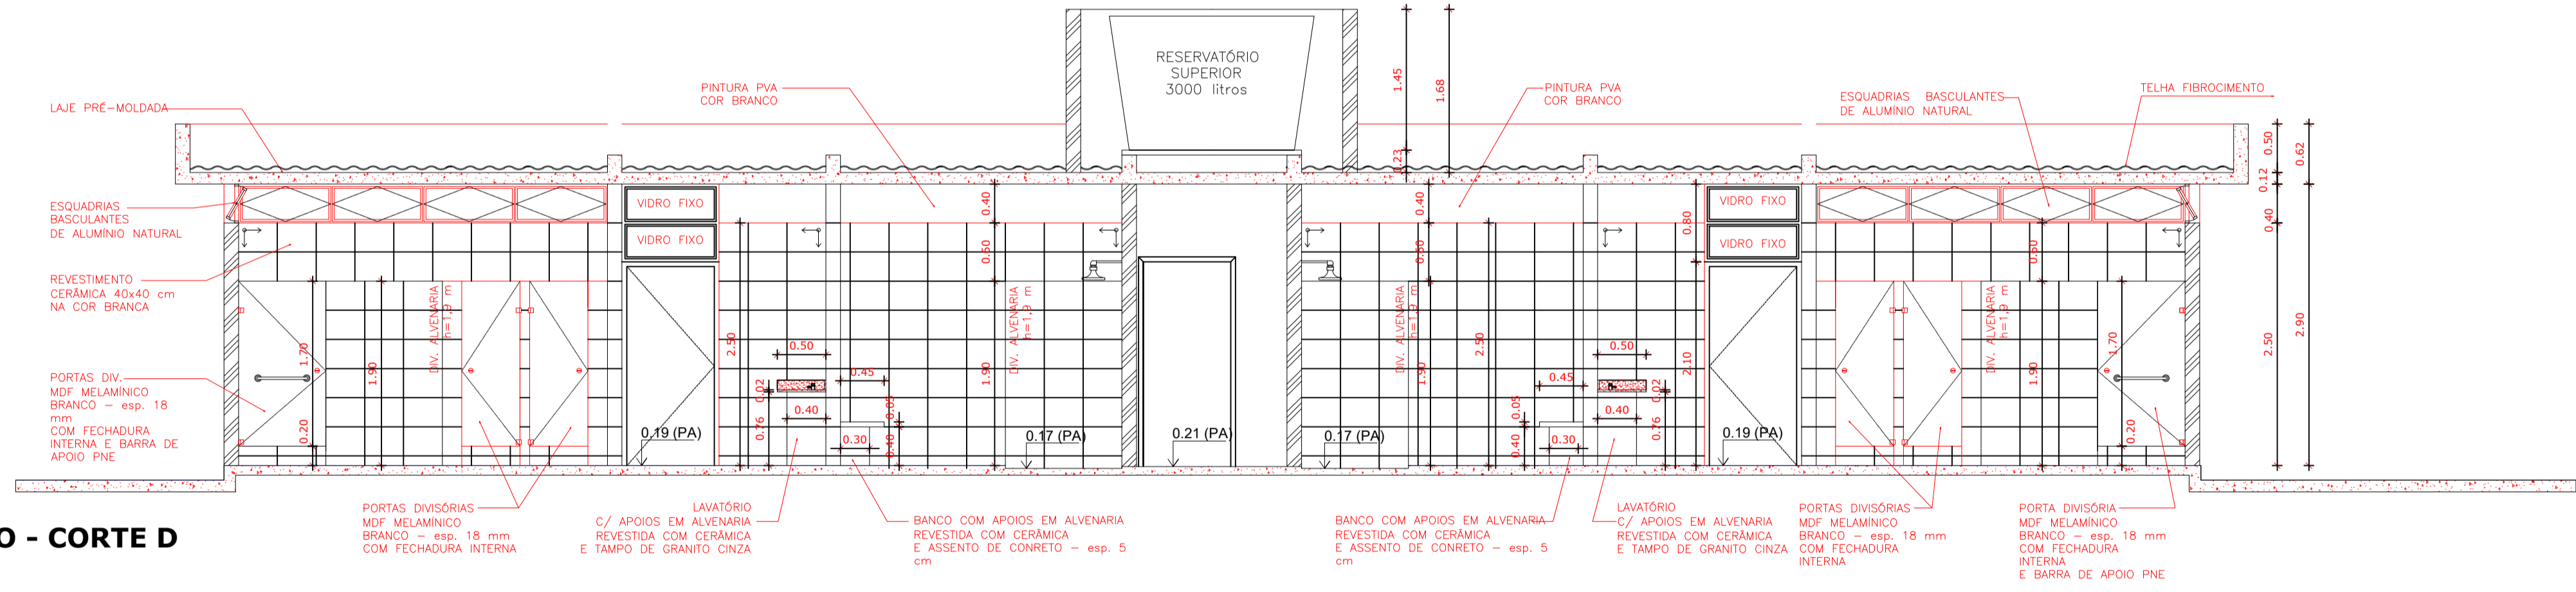 RESERVATÓRIO
SUPERIOR
3000 litros
1.45
1.68
0.23
LAJE PRÉ-MOLDADA
PINTURA PVA
COR BRANCO
PINTURA PVA
COR BRANCO
ESQUADRIAS BASCULANTES
DE ALUMÍNIO NATURAL
TELHA FIBROCIMENTO
0.50
0.62
0.12
ESQUADRIAS
BASCULANTES
DE ALUMÍNIO NATURAL
VIDRO FIXO
VIDRO FIXO
0.40
0.60
0.40
0.60
0.80
VIDRO FIXO
VIDRO FIXO
0.60
0.40
2.50
2.90
REVESTIMENTO
CERÂMICA 40x40 cm
NA COR BRANCA
DIV. ALVENARIA
h=1,9 m
DIV. ALVENARIA
h=1,9 m
DIV. ALVENARIA
h=1,9 m
DIV. ALVENARIA
h=1,9 m
1.70
1.90
0.20
2.50
0.50
0.02
0.76
0.40
0.45
0.05
0.30
0.40
1.90
1.90
2.50
0.45
0.05
0.40
0.30
0.50
0.02
0.40
0.76
2.10
1.90
1.70
0.20
PORTAS DIV.
MDF MELAMÍNICO
BRANCO – esp. 18
mm
COM FECHADURA
INTERNA E BARRA DE
APOIO PNE
0.19 (PA)
0.17 (PA)
0.21 (PA)
0.17 (PA)
0.19 (PA)
PORTAS DIVISÓRIAS
MDF MELAMÍNICO
BRANCO – esp. 18 mm
COM FECHADURA INTERNA
LAVATÓRIO
C/ APOIOS EM ALVENARIA
REVESTIDA COM CERÂMICA
E TAMPO DE GRANITO CINZA
BANCO COM APOIOS EM ALVENARIA
REVESTIDA COM CERÂMICA
E ASSENTO DE CONRETO – esp. 5
cm
BANCO COM APOIOS EM ALVENARIA
REVESTIDA COM CERÂMICA
E ASSENTO DE CONRETO – esp. 5
cm
LAVATÓRIO
C/ APOIOS EM ALVENARIA
REVESTIDA COM CERÂMICA
E TAMPO DE GRANITO CINZA
PORTAS DIVISÓRIAS
MDF MELAMÍNICO
BRANCO – esp. 18 mm
COM FECHADURA
INTERNA
PORTA DIVISÓRIA
MDF MELAMÍNICO
BRANCO – esp. 18 mm
COM FECHADURA
INTERNA
E BARRA DE APOIO PNE
O - CORTE D